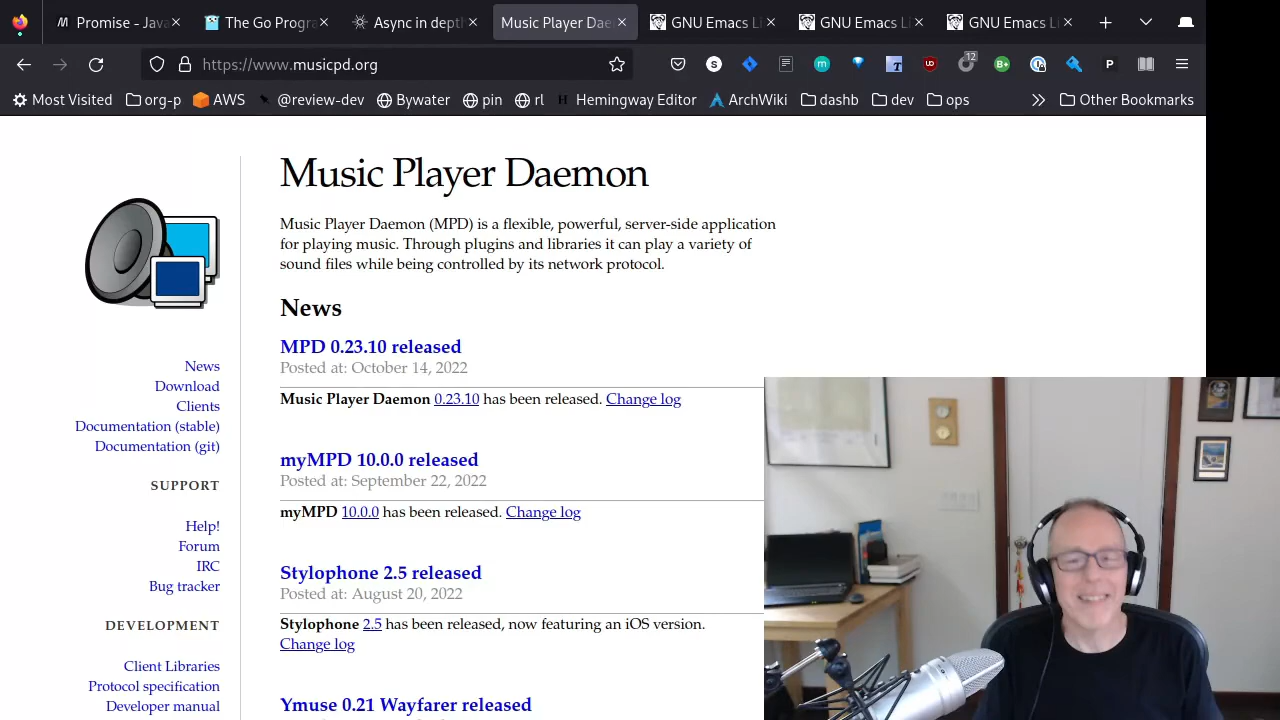 Promise - Java
The Go Progra
Async in depth
Music Player Dae
GNU Emacs Li
GNU Emacs Li
GNU Emacs Li
https://www.musicpd.org
12
Most Visited
org-p
AWS
@review-dev
Bywater
pin
rl
Hemingway Editor
ArchWiki
dashb
dev
ops
Other Bookmarks
Music Player Daemon
Music Player Daemon (MPD) is a flexible, powerful, server-side application
for playing music. Through plugins and libraries it can play a variety of
sound files while being controlled by its network protocol.
News
MPD 0.23.10 released
Posted at: October 14, 2022
Music Player Daemon 0.23.10 has been released. Change log
myMPD 10.0.0 released
Posted at: September 22, 2022
myMPD 10.0.0 has been released. Change log
Stylophone 2.5 released
Posted at: August 20, 2022
Stylophone 2.5 has been released, now featuring an iOS version.
Change log
Ymuse 0.21 Wayfarer released
News
Download
Clients
Documentation (stable)
Documentation (git)
SUPPORT
Help!
Forum
IRC
Bug tracker
DEVELOPMENT
Client Libraries
Protocol specification
Developer manual